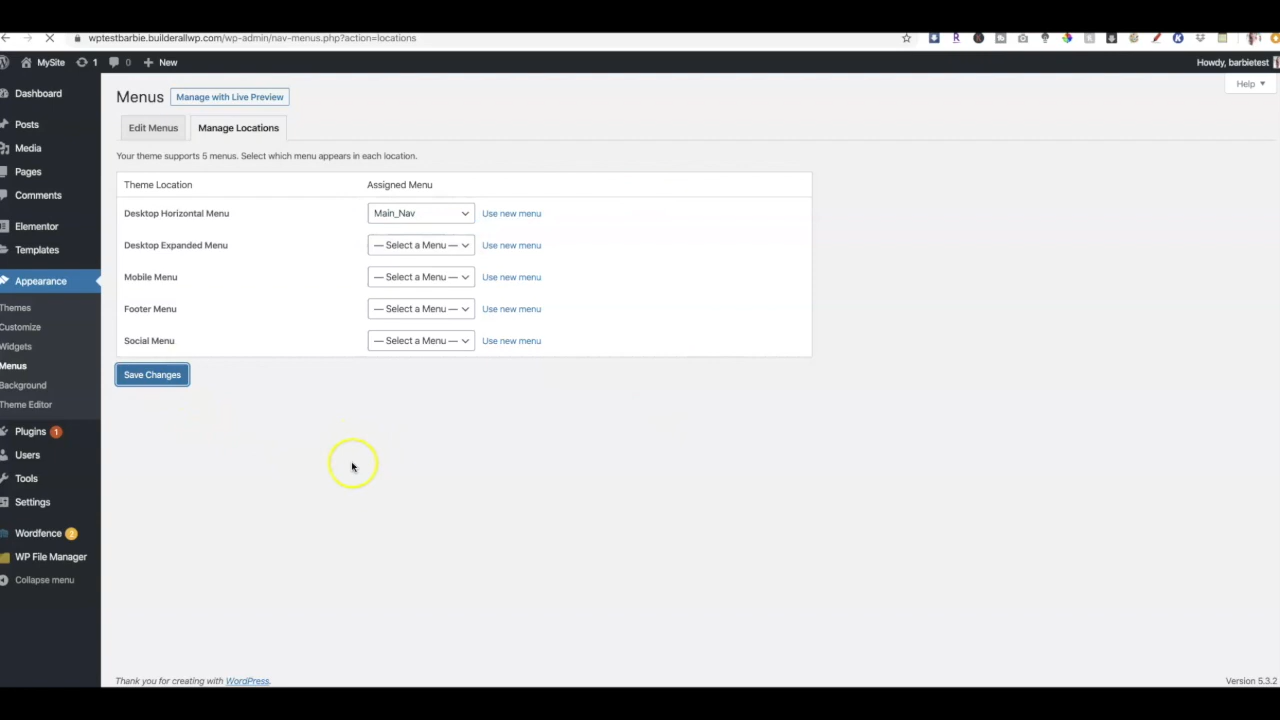 wptestbarbie.builderallwp.com/wp-admin/nav-menus.php?action=locations
MySite 1 0 New Howdy, barbietest
Help
Dashboard
Posts
Media
Pages
Comments
Elementor
Templates
Appearance
Themes
Customize
Widgets
Menus
Background
Theme Editor
Plugins 1
Users
Tools
Settings
Wordfence 2
WP File Manager
Collapse menu
Menus Manage with Live Preview
Edit Menus Manage Locations
Your theme supports 5 menus. Select which menu appears in each location.
Theme Location Assigned Menu
Desktop Horizontal Menu Main_Nav Use new menu
Desktop Expanded Menu — Select a Menu — Use new menu
Mobile Menu — Select a Menu — Use new menu
Footer Menu — Select a Menu — Use new menu
Social Menu — Select a Menu — Use new menu
Save Changes
Thank you for creating with WordPress. Version 5.3.2